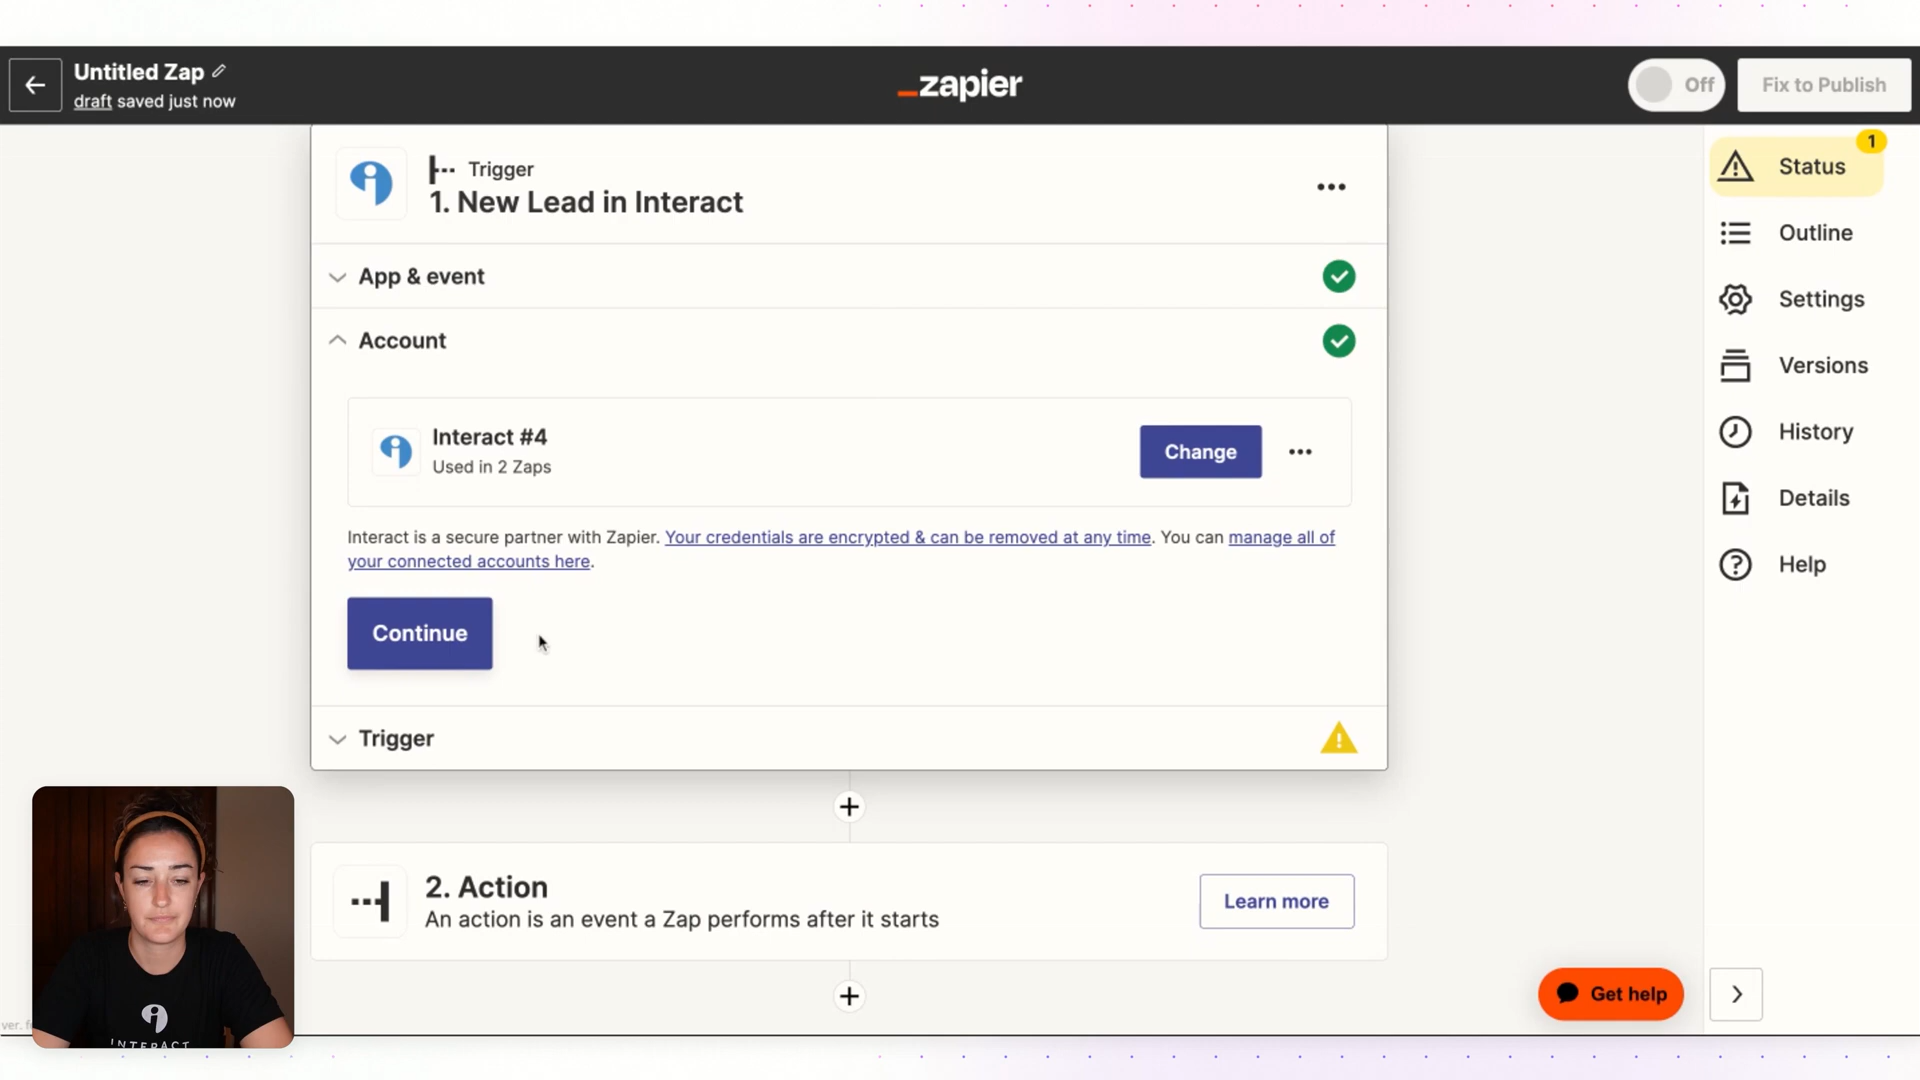 Untitled Zap
draft saved just now
zapier
Off
Fix to Publish
Trigger
1. New Lead in Interact
App & event
Account
Interact #4
Used in 2 Zaps
Change
Interact is a secure partner with Zapier. Your credentials are encrypted & can be removed at any time. You can manage all of
your connected accounts here.
Continue
Trigger
2. Action
An action is an event a Zap performs after it starts
Learn more
1
Status
Outline
Settings
Versions
History
Details
Help
Get help
ver.
INTERACT